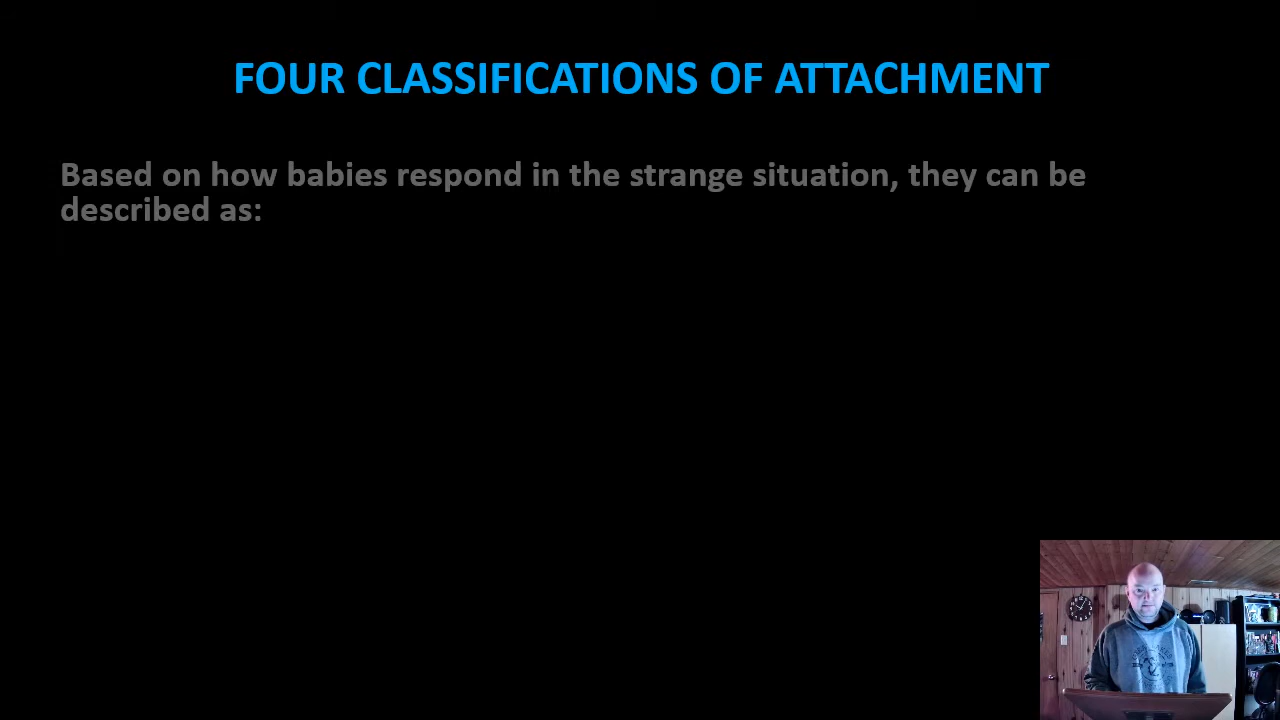 FOUR CLASSIFICATIONS OF ATTACHMENT
Based on how babies respond in the strange situation, they can be
described as: